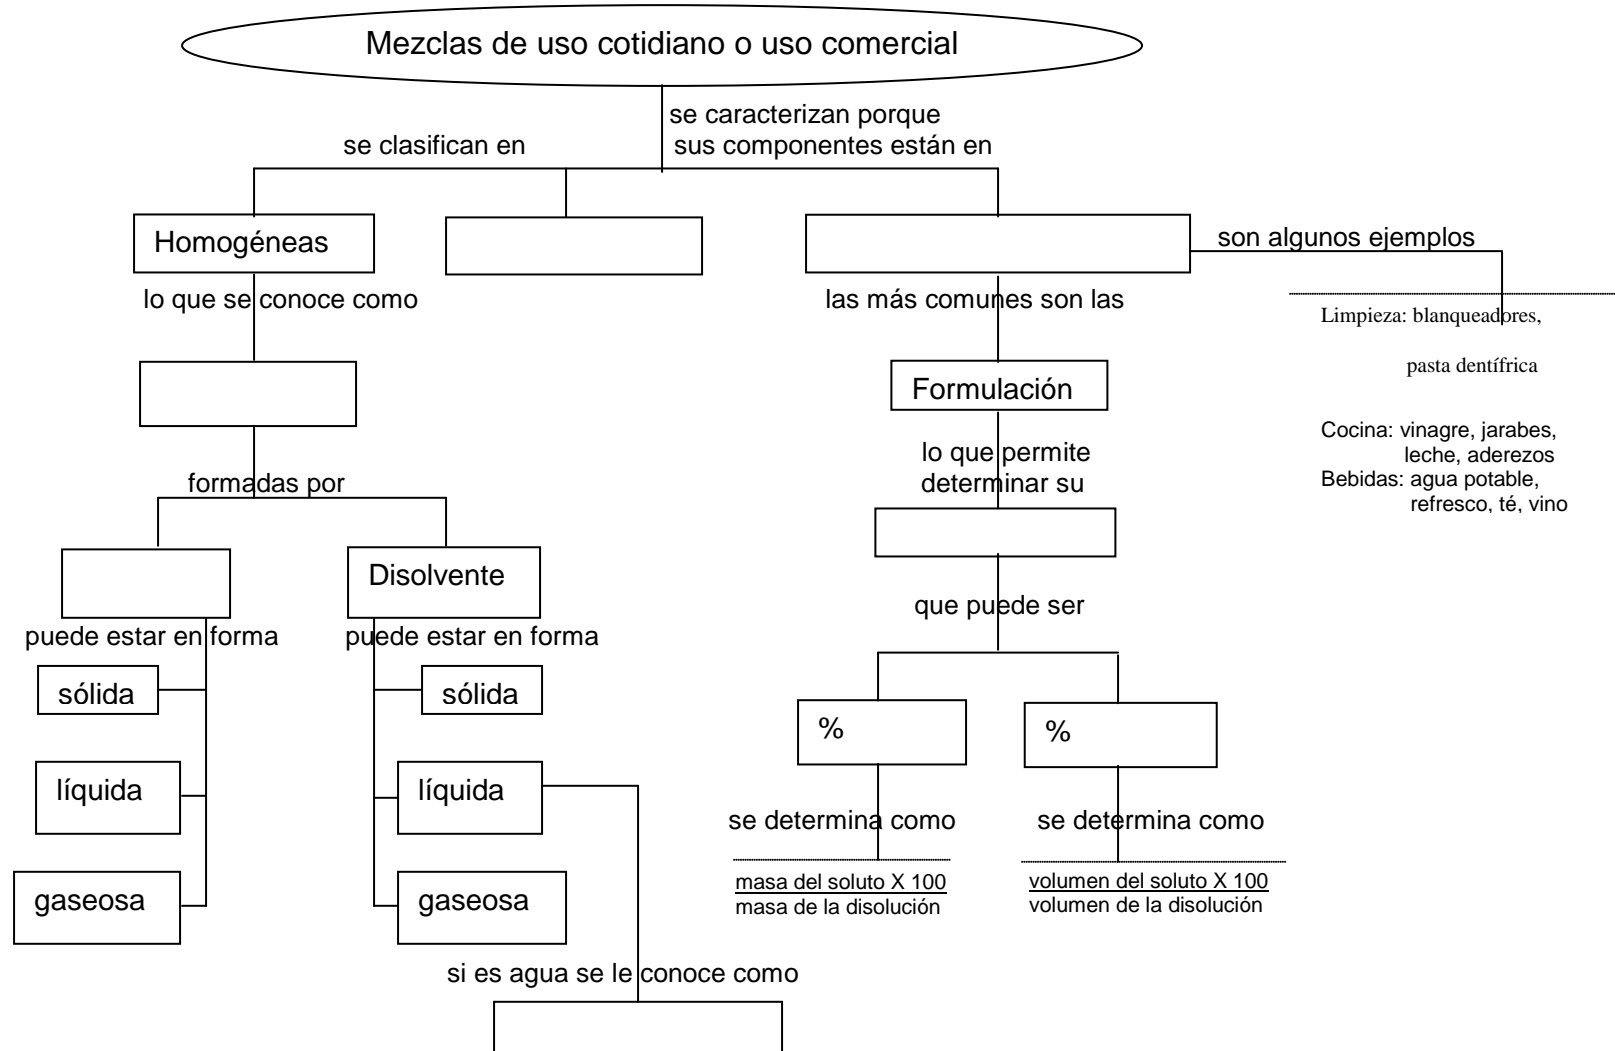 Mezclas de uso cotidiano o uso comercial
se caracterizan porque
sus componentes están en
se clasifican en
Homogéneas
son algunos ejemplos
lo que se conoce como
las más comunes son las
Limpieza: blanqueadores,
pasta dentífrica
Formulación
Cocina: vinagre, jarabes,
leche, aderezos
Bebidas: agua potable,
refresco, té, vino
lo que permite
determinar su
formadas por
Disolvente
que puede ser
puede estar en forma
puede estar en forma
sólida
sólida
%
%
líquida
líquida
se determina como
se determina como
masa del soluto X 100
masa de la disolución
volumen del soluto X 100
volumen de la disolución
gaseosa
gaseosa
si es agua se le conoce como